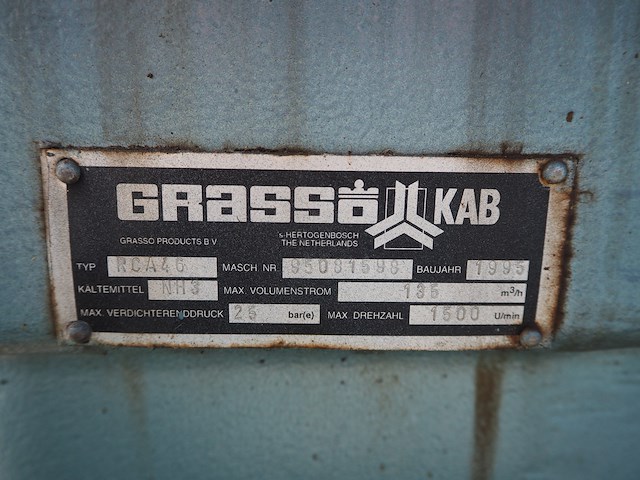 GRASSO KAB
GRASSO PRODUCTS B.V. s-HERTOGENBOSCH
THE NETHERLANDS
TYP RCA46 MASCH NR. 95081598 BAUJAHR 1995
KALTEMITTEL NH3 MAX. VOLUMENSTROM 135 m³/h
MAX. VERDICHTERENDDRUCK 25 bar(e) MAX. DREHZAHL 1500 U/min